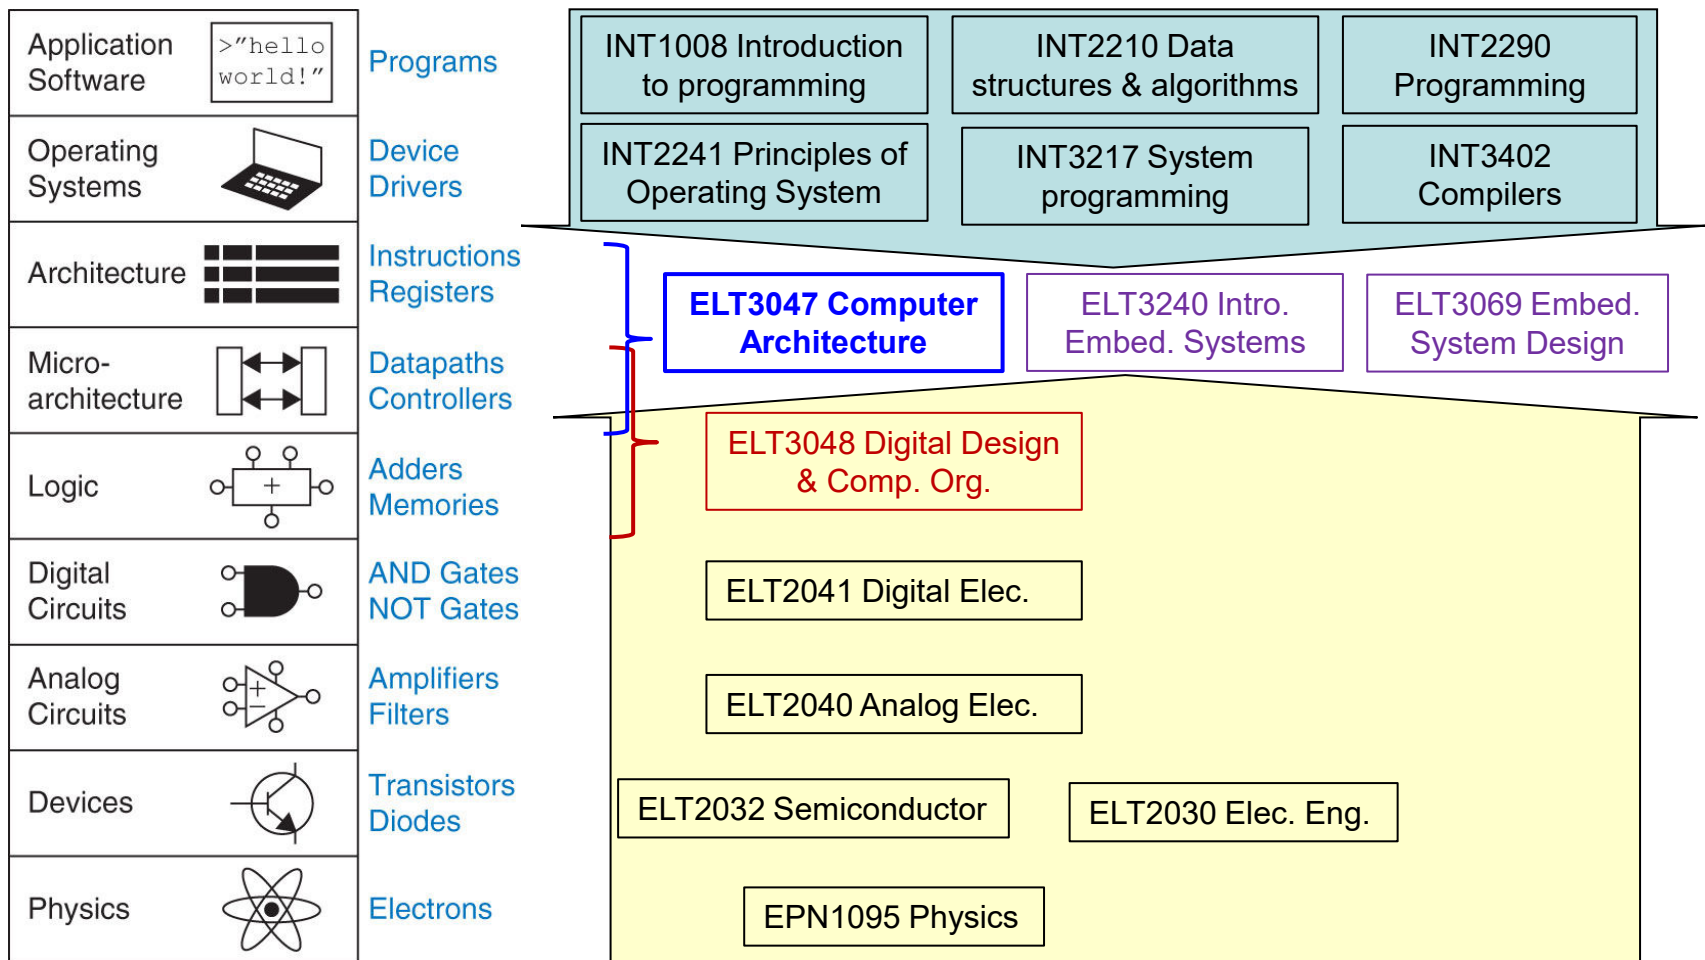 Application
Software
>"hello
world!"
Programs
Operating
Systems
Device
Drivers
Architecture
Instructions
Registers
Micro-
architecture
Datapaths
Controllers
Logic
+
Adders
Memories
Digital
Circuits
AND Gates
NOT Gates
Analog
Circuits
+
−
Amplifiers
Filters
Devices
Transistors
Diodes
Physics
Electrons
INT1008 Introduction
to programming
INT2210 Data
structures & algorithms
INT2290
Programming
INT2241 Principles of
Operating System
INT3217 System
programming
INT3402
Compilers
ELT3047 Computer
Architecture
ELT3240 Intro.
Embed. Systems
ELT3069 Embed.
System Design
ELT3048 Digital Design
& Comp. Org.
ELT2041 Digital Elec.
ELT2040 Analog Elec.
ELT2032 Semiconductor
ELT2030 Elec. Eng.
EPN1095 Physics